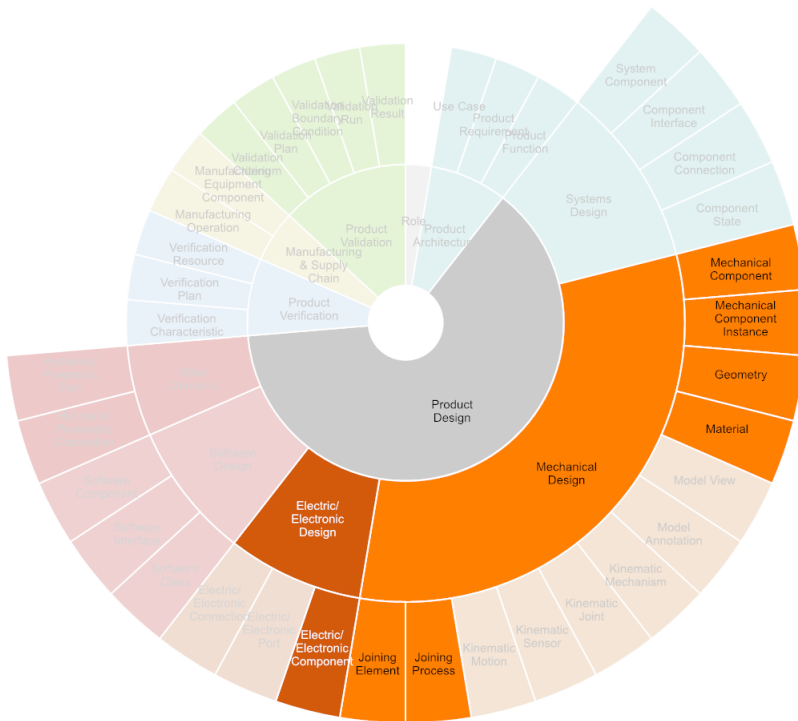 System
Component
Component
Interface
Component
Connection
Component
State
Use Case
Product
Requirement
Product
Function
Systems
Design
Product
Architecture
Role
Validation
Result
Validation
Run
Validation
Boundary
Condition
Validation
Plan
Validation
Criterion
Product
Validation
Manufacturing
Equipment
Component
Manufacturing
Operation
Manufacturing
& Supply
Chain
Verification
Resource
Verification
Plan
Verification
Characteristic
Product
Verification
Product
Design
Mechanical
Design
Mechanical
Component
Mechanical
Component
Instance
Geometry
Material
Model View
Model
Annotation
Kinematic
Mechanism
Kinematic
Joint
Kinematic
Sensor
Kinematic
Motion
Joining
Process
Joining
Element
Electric/
Electronic
Design
Electric/
Electronic
Component
Electric/
Electronic
Port
Electric/
Electronic
Connection
Software
Design
Software
Component
Software
Interface